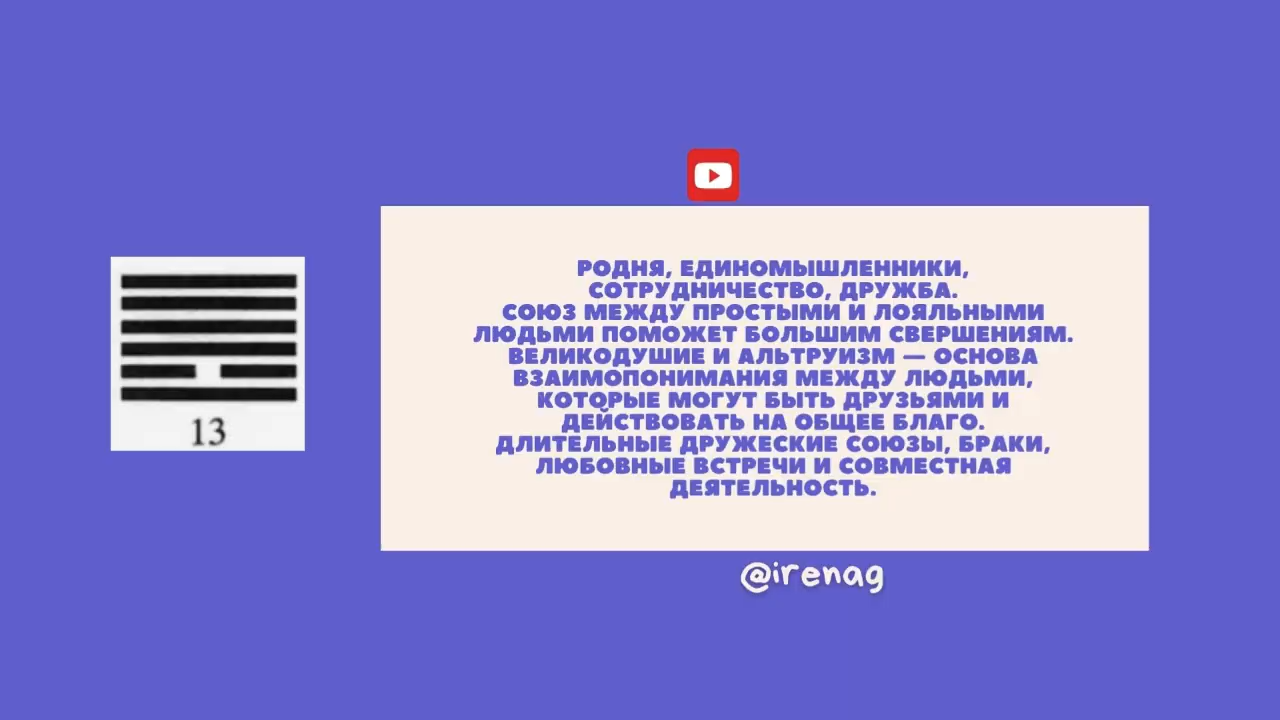 13
РОДНЯ, ЕДИНОМЫШЛЕННИКИ,
СОТРУДНИЧЕСТВО, ДРУЖБА.
СОЮЗ МЕЖДУ ПРОСТЫМИ И ЛОЯЛЬНЫМИ
ЛЮДЬМИ ПОМОЖЕТ БОЛЬШИМ СВЕРШЕНИЯМ.
ВЕЛИКОДУШИЕ И АЛЬТРУИЗМ — ОСНОВА
ВЗАИМОПОНИМАНИЯ МЕЖДУ ЛЮДЬМИ,
КОТОРЫЕ МОГУТ БЫТЬ ДРУЗЬЯМИ И
ДЕЙСТВОВАТЬ НА ОБЩЕЕ БЛАГО.
ДЛИТЕЛЬНЫЕ ДРУЖЕСКИЕ СОЮЗЫ, БРАКИ,
ЛЮБОВНЫЕ ВСТРЕЧИ И СОВМЕСТНАЯ
ДЕЯТЕЛЬНОСТЬ.
@irenag